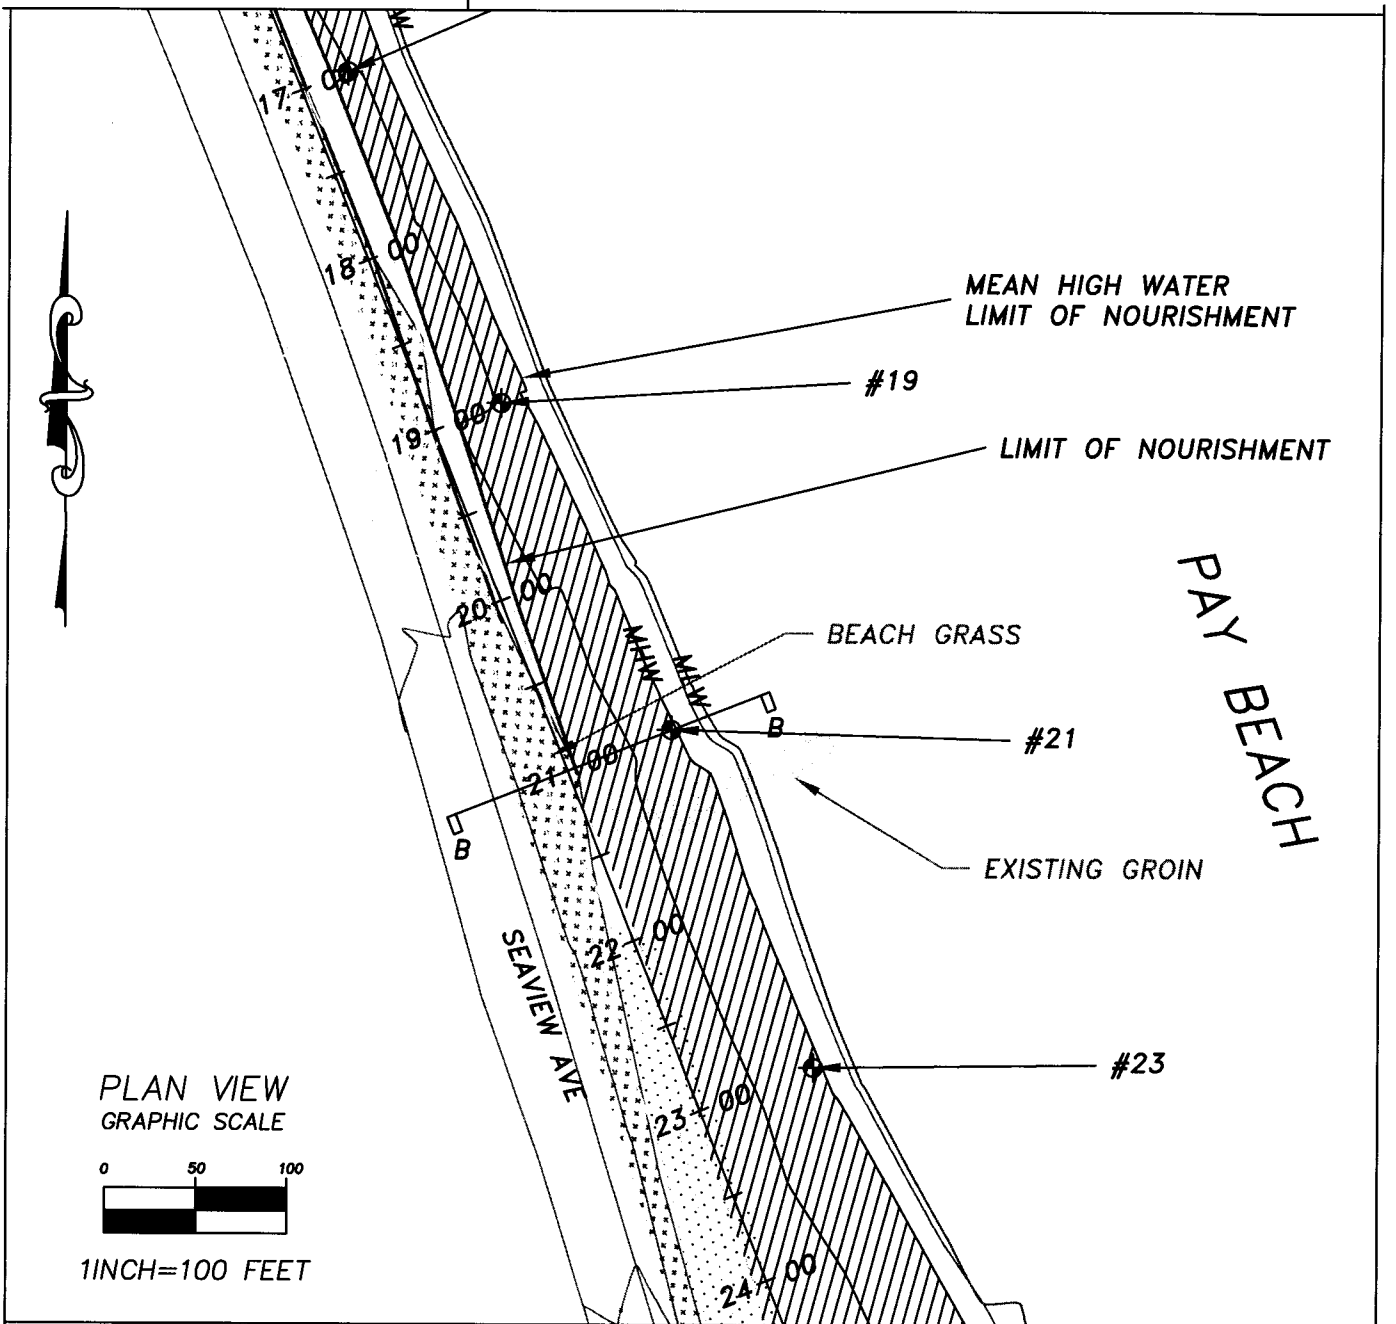 W
17 00
18 00
MEAN HIGH WATER
LIMIT OF NOURISHMENT
#19
19 00
LIMIT OF NOURISHMENT
20 00
BEACH GRASS
MHW
MHW
PAY BEACH
B
#21
21 00
B
EXISTING GROIN
22 00
SEAVIEW AVE
#23
PLAN VIEW
GRAPHIC SCALE
23 00
0 50 100
24 00
1INCH=100 FEET